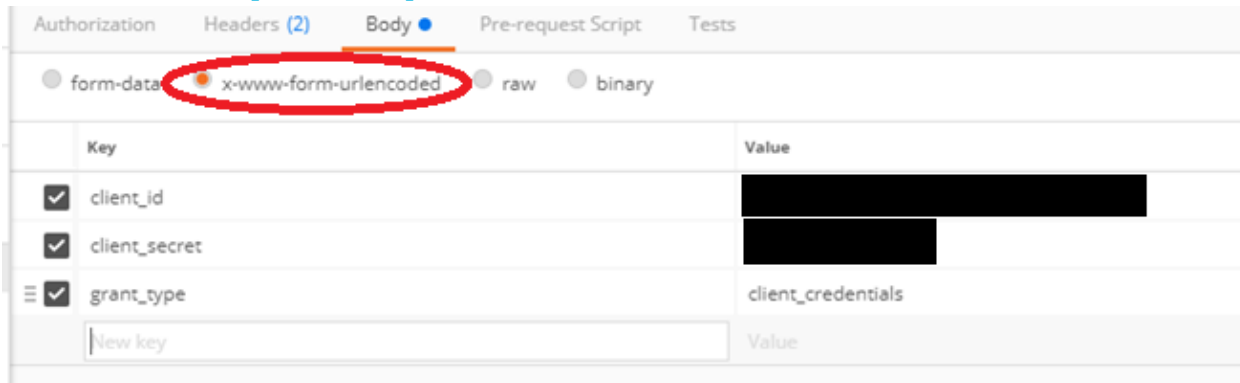 Authorization Headers (2) Body Pre-request Script Tests
form-data x-www-form-urlencoded raw binary
Key Value
client_id
client_secret
grant_type client_credentials
New key Value